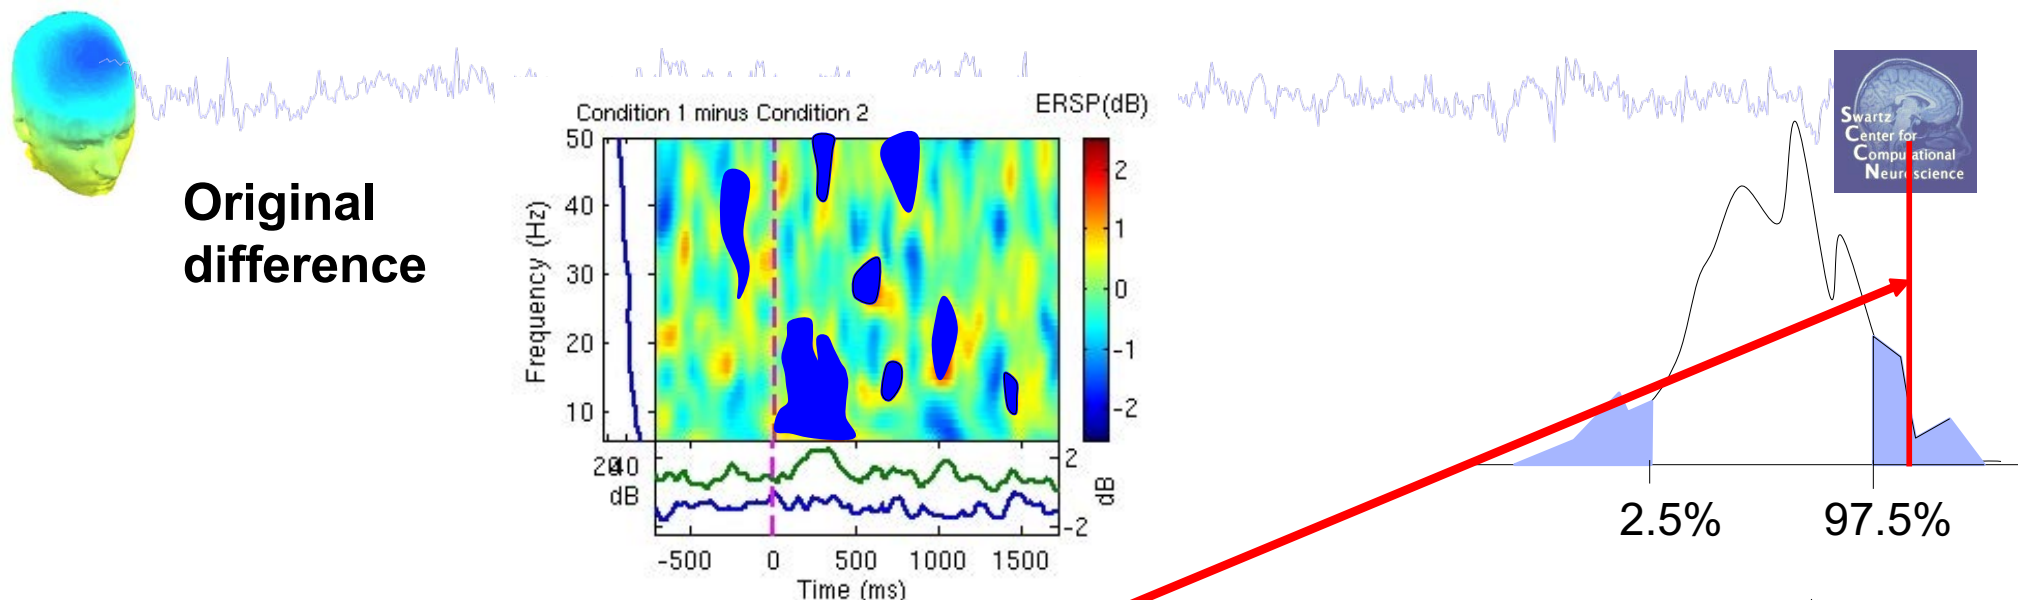 Original
difference
Condition 1 minus Condition 2
ERSP(dB)
50
40
30
20
10
Frequency (Hz)
2
1
0
-1
-2
dB
2
-2
dB
-500 0 500 1000 1500
Time (ms)
Swartz
Center for
Computational
Neuroscience
2.5% 97.5%